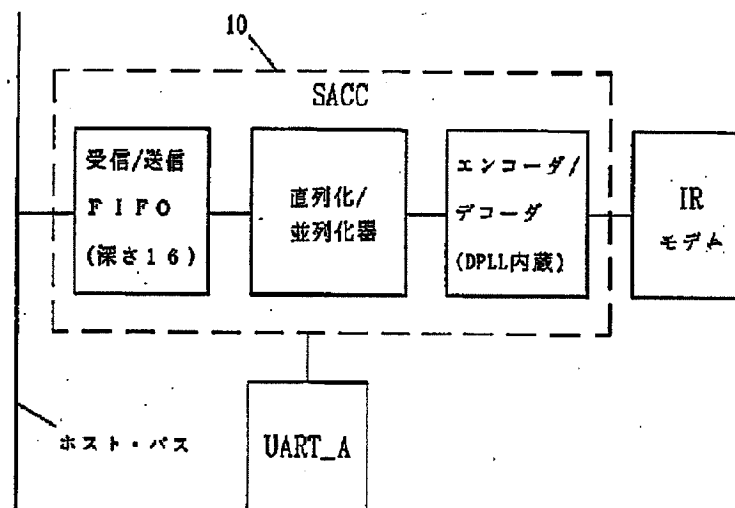 10
SACC
受信/送信
FIFO
(深さ16)
直列化/
並列化器
エンコーダ/
デコーダ
(DPLL内蔵)
IR
モデム
ホスト・バス
UART_A